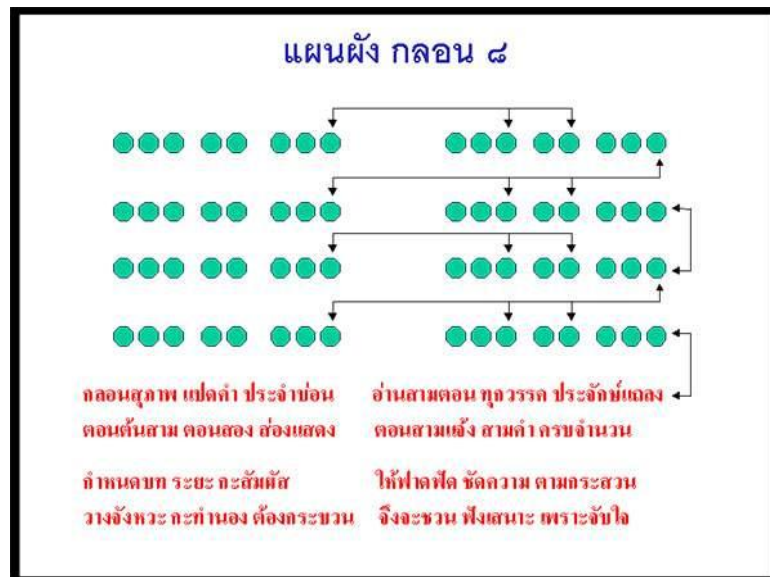 แผนผัง กลอน ๘
กลอนสุภาพ แปดคำ ประจำบ่อน อ่านสามตอน ทุกวรรค ประจักษ์แถลง
ตอนต้นสาม ตอนสอง ส่องแสดง ตอนสามแจ้ง สามคำ ครบจำนวน
กำหนดบท ระยะ กะสัมผัส ให้ฟาดฟัด ชัดความ ตามกระสวน
วางจังหวะ กะทำนอง ต้องกระบวน จึงจะชวน ฟังเสนาะ เพราะจับใจ